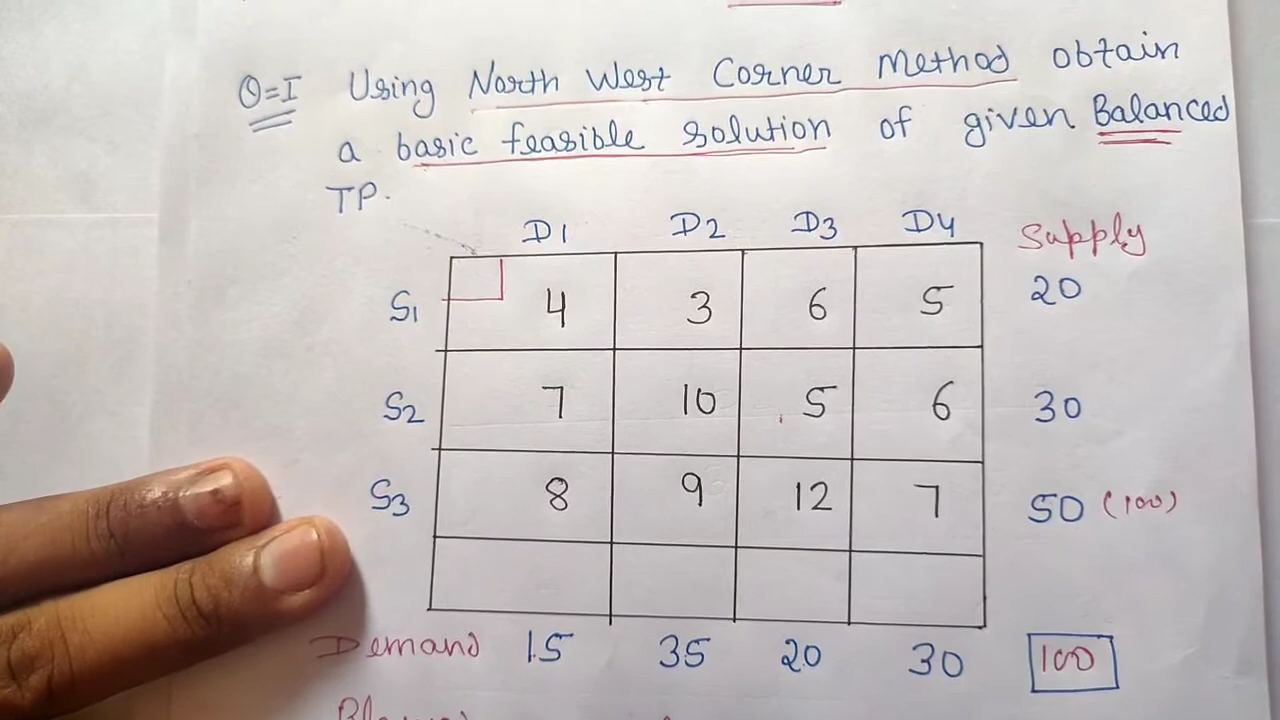 Q=I Using North West Corner Method obtain
a basic feasible solution of given Balanced
TP.
D1 D2 D3 D4 Supply
S1 4 3 6 5 20
S2 7 10 5 6 30
S3 8 9 12 7 50 (100)
Demand 15 35 20 30 100